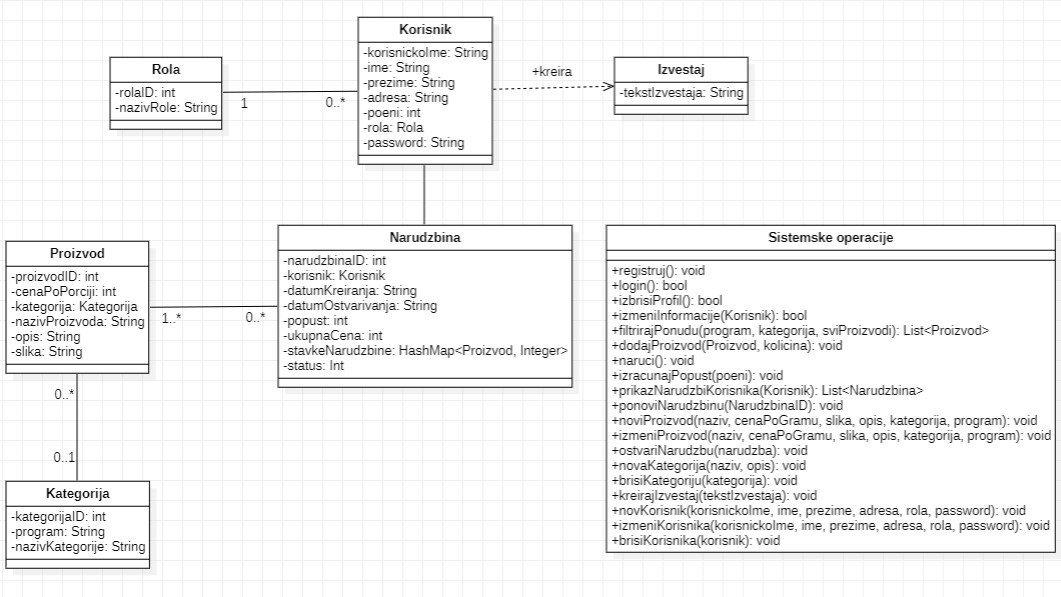 Korisnik
-korisnickoIme: String
-ime: String
-prezime: String
-adresa: String
-poeni: int
-rola: Rola
-password: String
Rola
-rolaID: int
-nazivRole: String
1
0..*
+kreira
Izvestaj
-tekstIzvestaja: String
Proizvod
-proizvodID: int
-cenaPoPorciji: int
-kategorija: Kategorija
-nazivProizvoda: String
-opis: String
-slika: String
1..*
0..*
Narudzbina
-narudzbinaID: int
-korisnik: Korisnik
-datumKreiranja: String
-datumOstvarivanja: String
-popust: int
-ukupnaCena: int
-stavkeNarudzbine: HashMap<Proizvod, Integer>
-status: Int
0..*
0..1
Kategorija
-kategorijaID: int
-program: String
-nazivKategorije: String
Sistemske operacije
+registruj(): void
+login(): bool
+izbrisiProfil(): bool
+izmeniInformacije(Korisnik): bool
+filtrirajPonudu(program, kategorija, sviProizvodi): List<Proizvod>
+dodajProizvod(Proizvod, kolicina): void
+naruci(): void
+izracunajPopust(poeni): void
+prikazNarudzbiKorisnika(Korisnik): List<Narudzbina>
+ponoviNarudzbinu(NarudzbinaID): void
+noviProizvod(naziv, cenaPoGramu, slika, opis, kategorija, program): void
+izmeniProizvod(naziv, cenaPoGramu, slika, opis, kategorija, program): void
+ostvariNarudzbu(narudzba): void
+novaKategorija(naziv, opis): void
+brisiKategoriju(kategorija): void
+kreirajIzvestaj(tekstIzvestaja): void
+novKorisnik(korisnickoIme, ime, prezime, adresa, rola, password): void
+izmeniKorisnika(korisnickoIme, ime, prezime, adresa, rola, password): void
+brisiKorisnika(korisnik): void